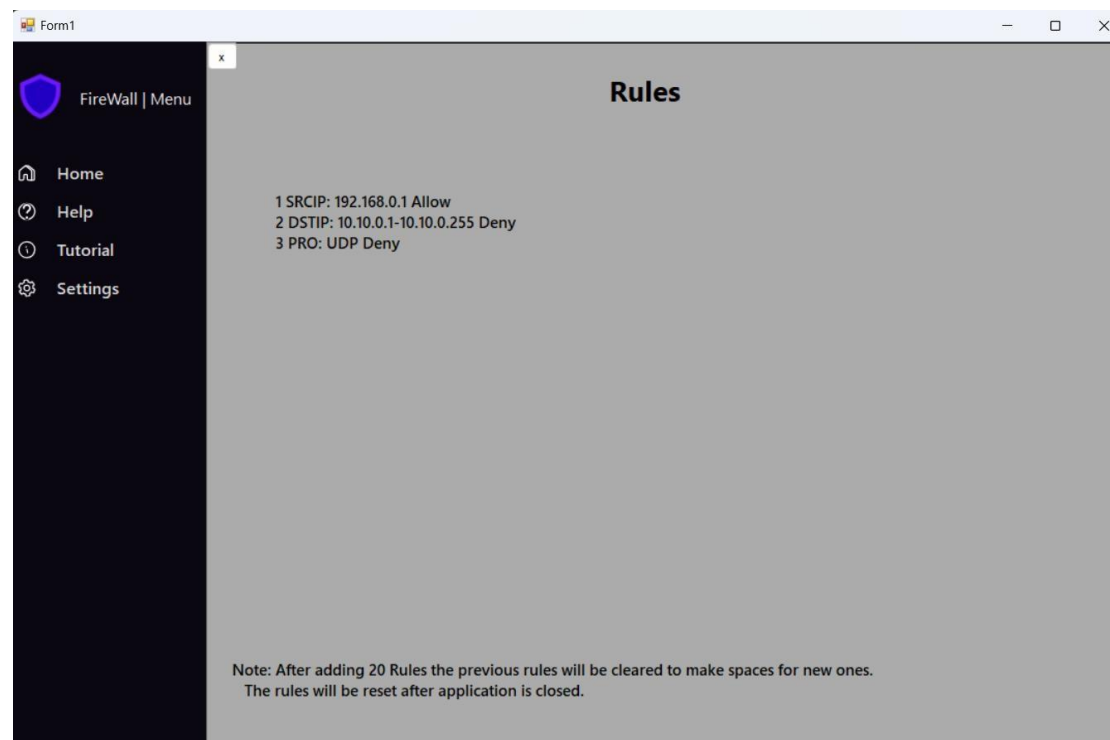 Form1
x
FireWall | Menu
Rules
Home
Help
Tutorial
Settings
1 SRCIP: 192.168.0.1 Allow
2 DSTIP: 10.10.0.1-10.10.0.255 Deny
3 PRO: UDP Deny
Note: After adding 20 Rules the previous rules will be cleared to make spaces for new ones.
The rules will be reset after application is closed.